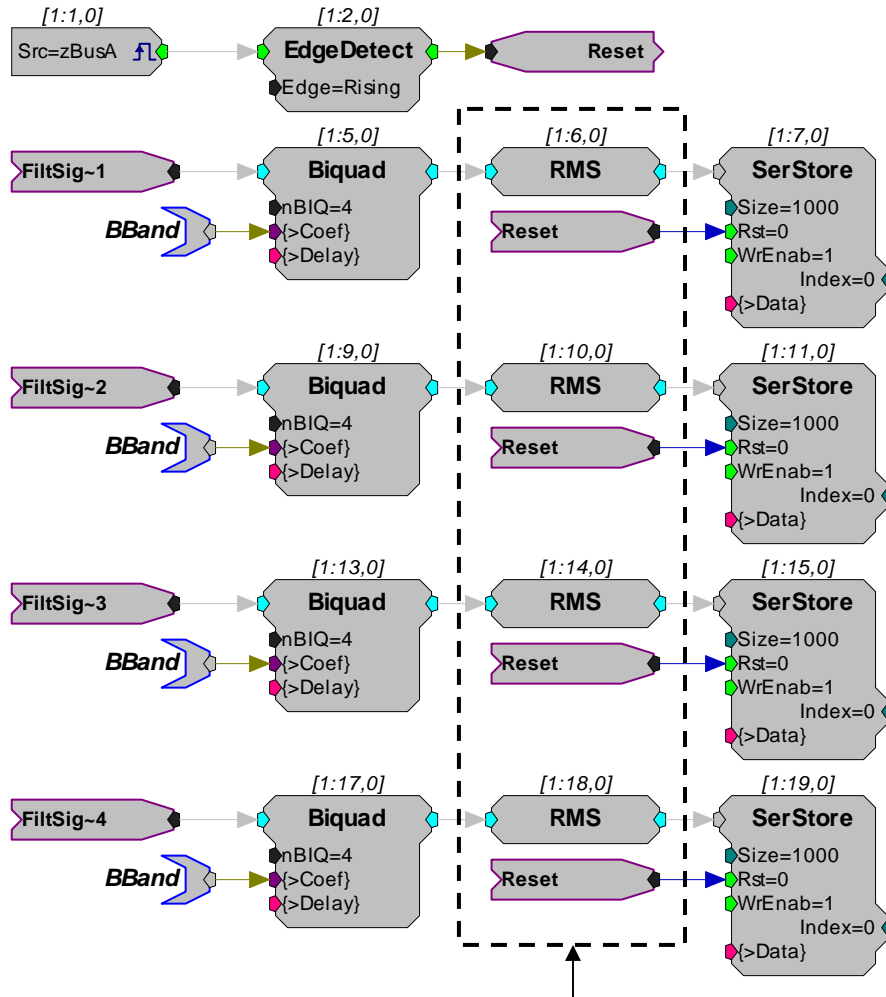 [1:1,0]
[1:2,0]
Src=zBusA
EdgeDetect
Edge=Rising
Reset
[1:5,0]
[1:6,0]
[1:7,0]
FiltSig~1
Biquad
RMS
SerStore
nBIQ=4
{>Coef}
{>Delay}
BBand
Reset
Size=1000
Rst=0
WrEnab=1
Index=0
{>Data}
[1:9,0]
[1:10,0]
[1:11,0]
FiltSig~2
Biquad
RMS
SerStore
nBIQ=4
{>Coef}
{>Delay}
BBand
Reset
Size=1000
Rst=0
WrEnab=1
Index=0
{>Data}
[1:13,0]
[1:14,0]
[1:15,0]
FiltSig~3
Biquad
RMS
SerStore
nBIQ=4
{>Coef}
{>Delay}
BBand
Reset
Size=1000
Rst=0
WrEnab=1
Index=0
{>Data}
[1:17,0]
[1:18,0]
[1:19,0]
FiltSig~4
Biquad
RMS
SerStore
nBIQ=4
{>Coef}
{>Delay}
BBand
Reset
Size=1000
Rst=0
WrEnab=1
Index=0
{>Data}